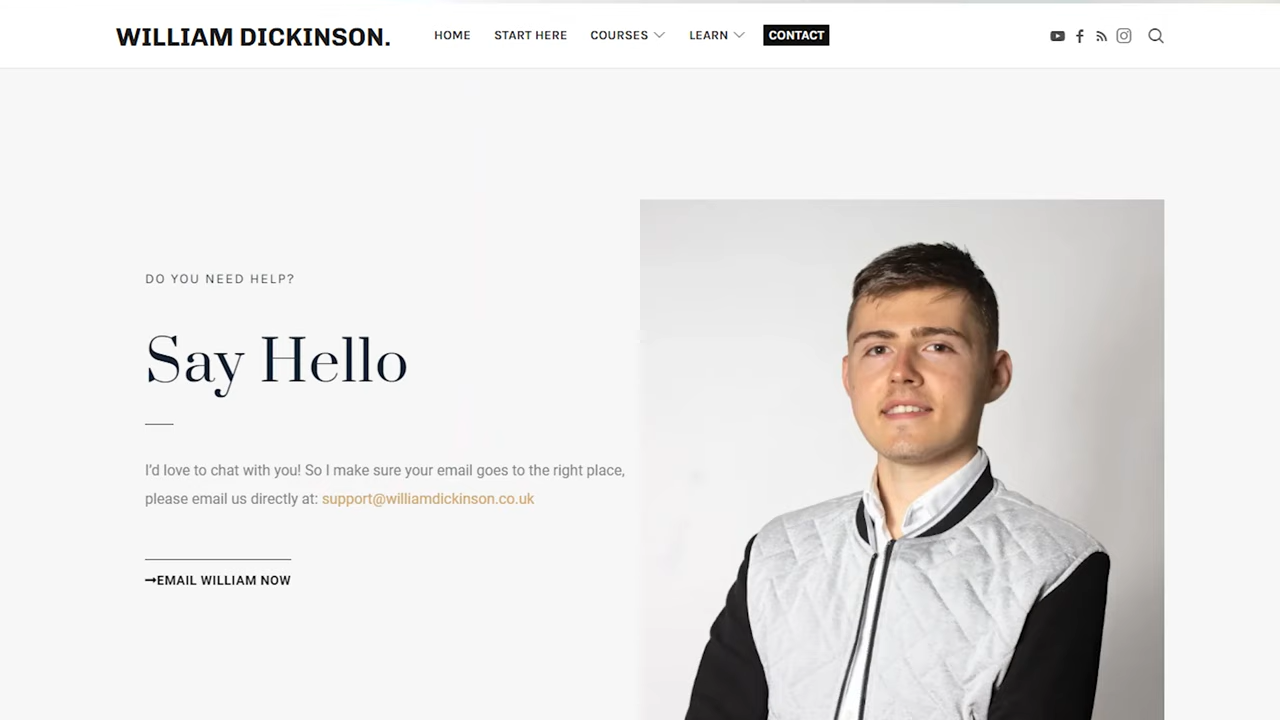 WILLIAM DICKINSON.
HOME START HERE COURSES LEARN CONTACT
DO YOU NEED HELP?
Say Hello
I'd love to chat with you! So I make sure your email goes to the right place,
please email us directly at: support@williamdickinson.co.uk
EMAIL WILLIAM NOW